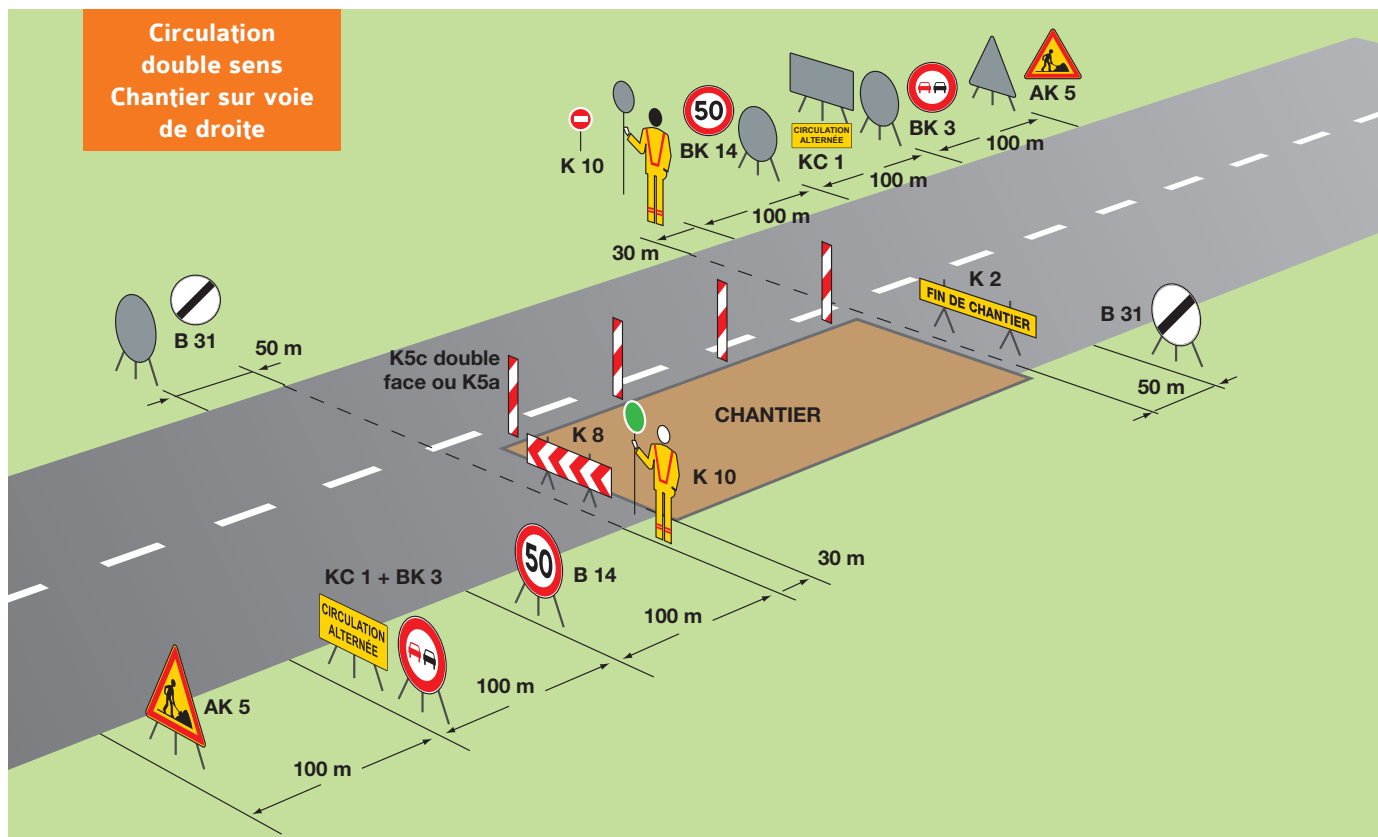 Circulation
double sens
Chantier sur voie
de droite
AK 5
BK 3
CIRCULATION
ALTERNÉE
KC 1
50
BK 14
K 10
100 m
100 m
100 m
30 m
B 31
50 m
K5c double
face ou K5a
K 2
FIN DE CHANTIER
B 31
50 m
CHANTIER
K 8
K 10
30 m
50
B 14
100 m
KC 1 + BK 3
CIRCULATION
ALTERNÉE
100 m
AK 5
100 m